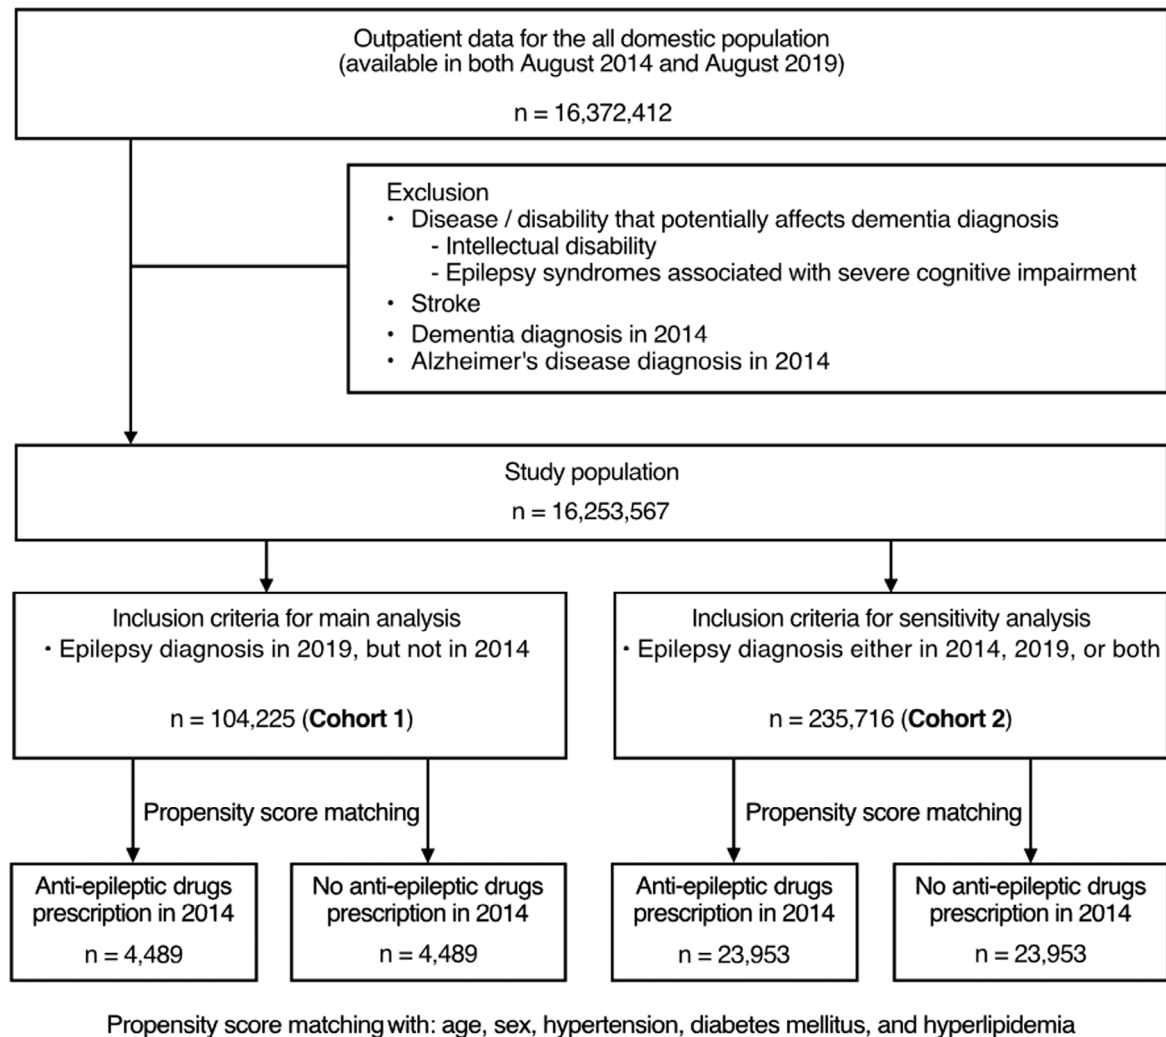 Outpatient data for the all domestic population
(available in both August 2014 and August 2019)
n = 16,372,412
Exclusion
・ Disease / disability that potentially affects dementia diagnosis
- Intellectual disability
- Epilepsy syndromes associated with severe cognitive impairment
・ Stroke
・ Dementia diagnosis in 2014
・ Alzheimer's disease diagnosis in 2014
Study population
n = 16,253,567
Inclusion criteria for main analysis
・Epilepsy diagnosis in 2019, but not in 2014
n = 104,225 (Cohort 1)
Inclusion criteria for sensitivity analysis
・Epilepsy diagnosis either in 2014, 2019, or both
n = 235,716 (Cohort 2)
Propensity score matching
Propensity score matching
Anti-epileptic drugs
prescription in 2014
n = 4,489
No anti-epileptic drugs
prescription in 2014
n = 4,489
Anti-epileptic drugs
prescription in 2014
n = 23,953
No anti-epileptic drugs
prescription in 2014
n = 23,953
Propensity score matching with: age, sex, hypertension, diabetes mellitus, and hyperlipidemia